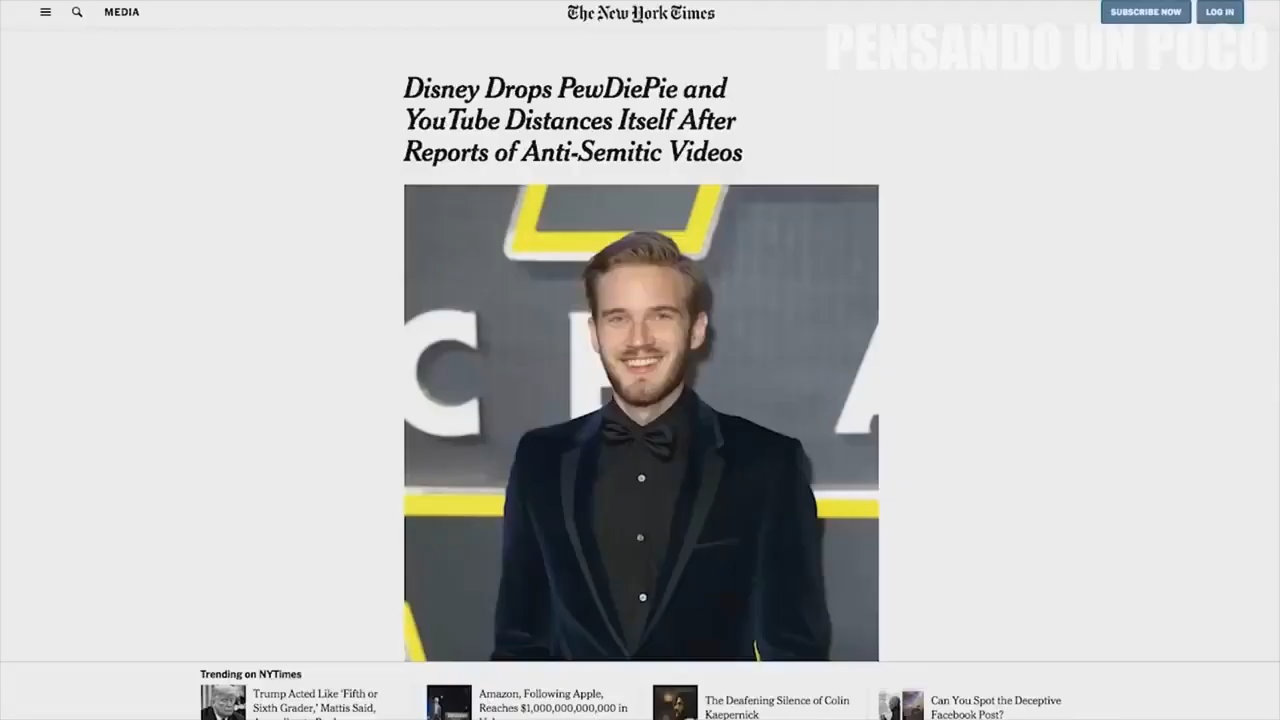 MEDIA
The New York Times
SUBSCRIBE NOW
LOG IN
PENSANDO UN POCO
Disney Drops PewDiePie and
YouTube Distances Itself After
Reports of Anti-Semitic Videos
C
A
Trending on NYTimes
Trump Acted Like ‘Fifth or
Sixth Grader,’ Mattis Said,
Amazon, Following Apple,
Reaches $1,000,000,000,000 in
The Deafening Silence of Colin
Kaepernick
Can You Spot the Deceptive
Facebook Post?